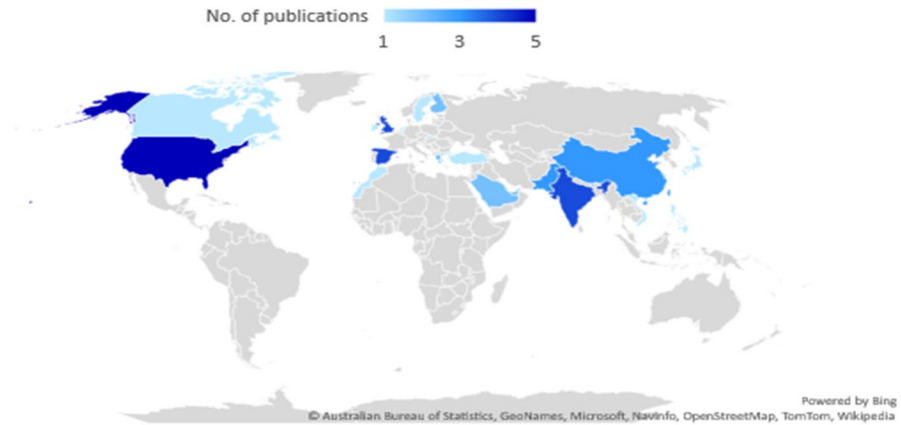 No. of publications
1 3 5
Powered by Bing
© Australian Bureau of Statistics, GeoNames, Microsoft, Navinfo, OpenStreetMap, TomTom, Wikipedia